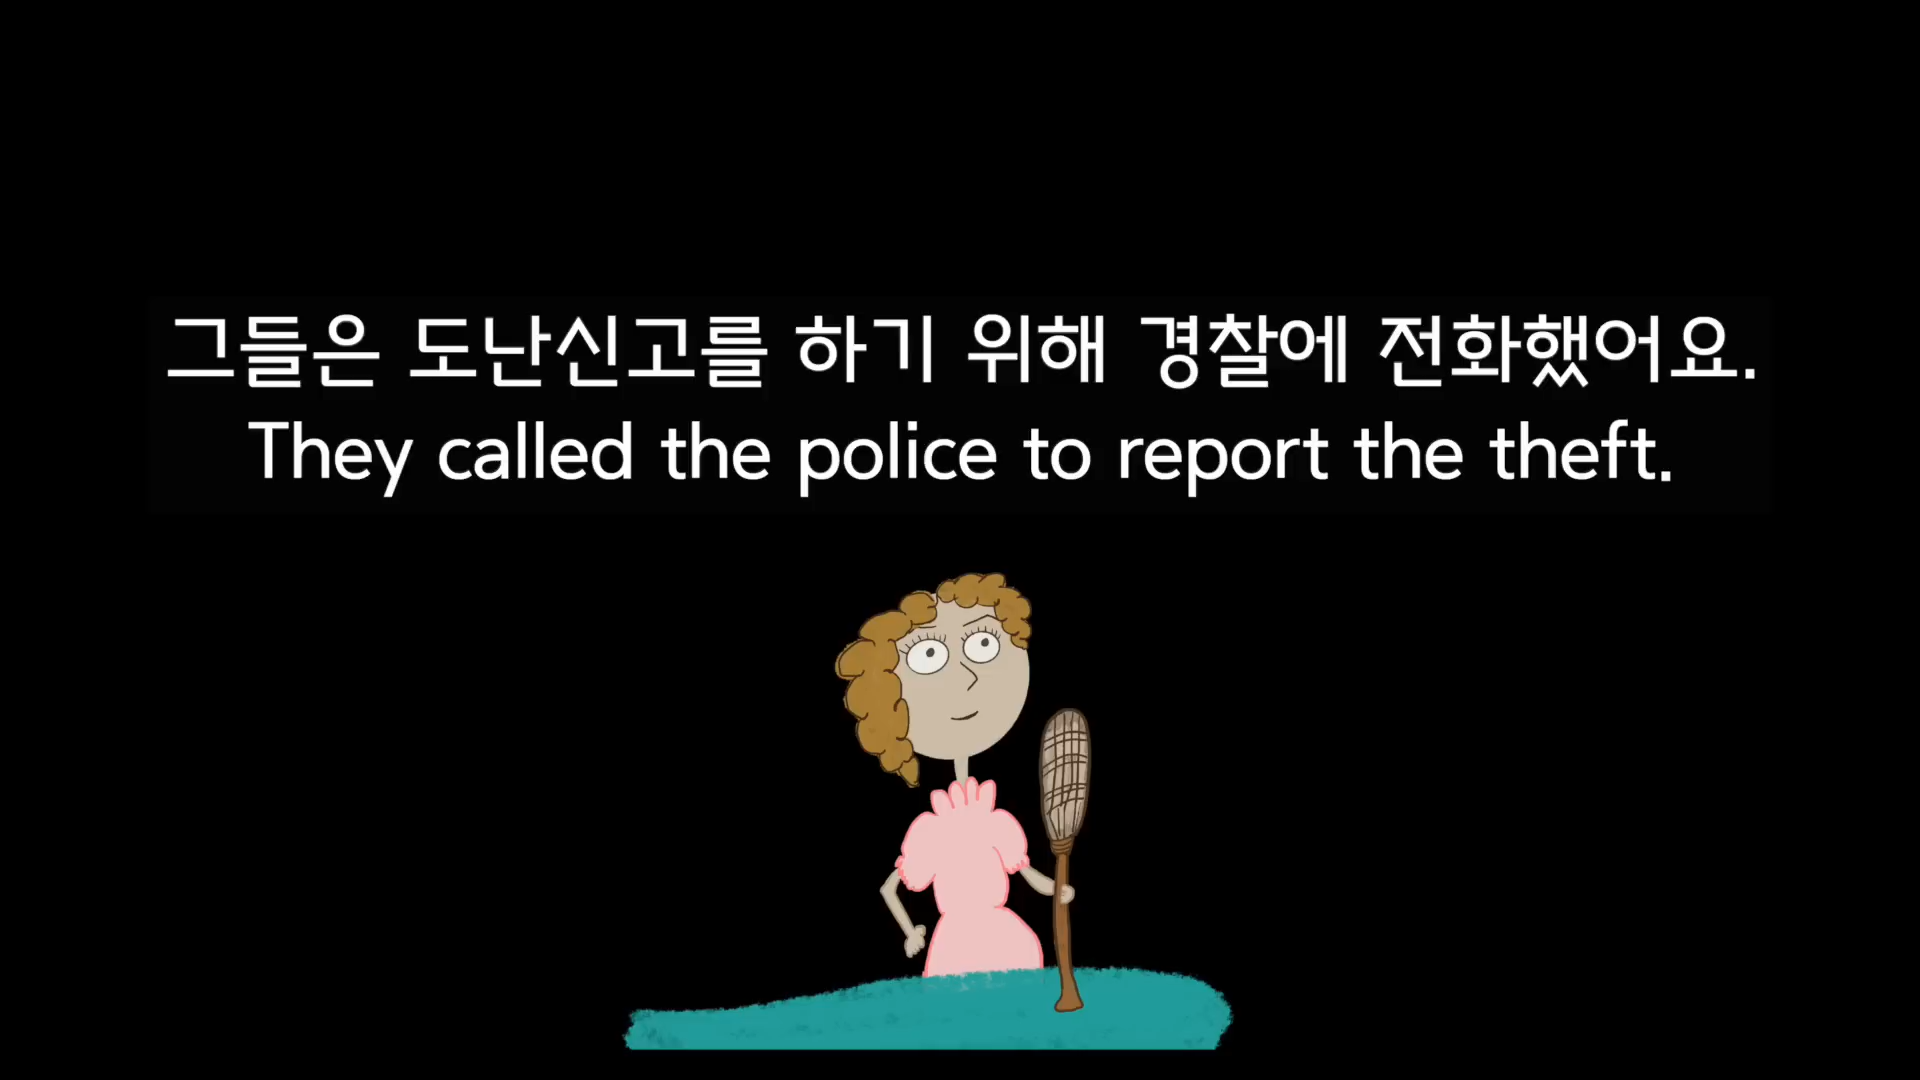 그들은 도난신고를 하기 위해 경찰에 전화했어요.
They called the police to report the theft.